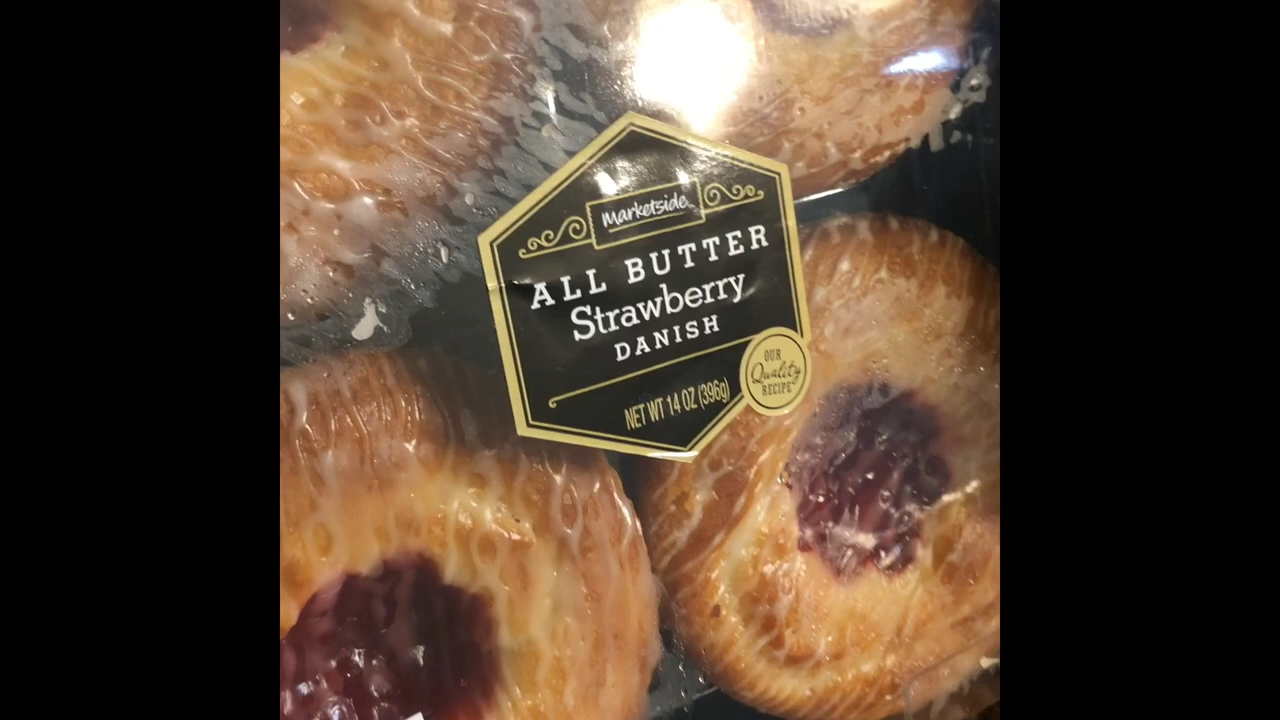 Marketside
ALL BUTTER
Strawberry
DANISH
OUR
Quality
RECIPE
NET WT 14 OZ (396g)